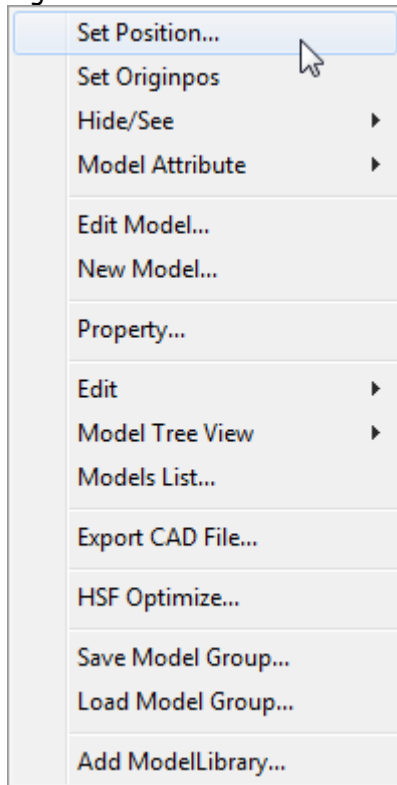 Set Position...
Set Originpos
Hide/See
Model Attribute
Edit Model...
New Model...
Property...
Edit
Model Tree View
Models List...
Export CAD File...
HSF Optimize...
Save Model Group...
Load Model Group...
Add ModelLibrary...